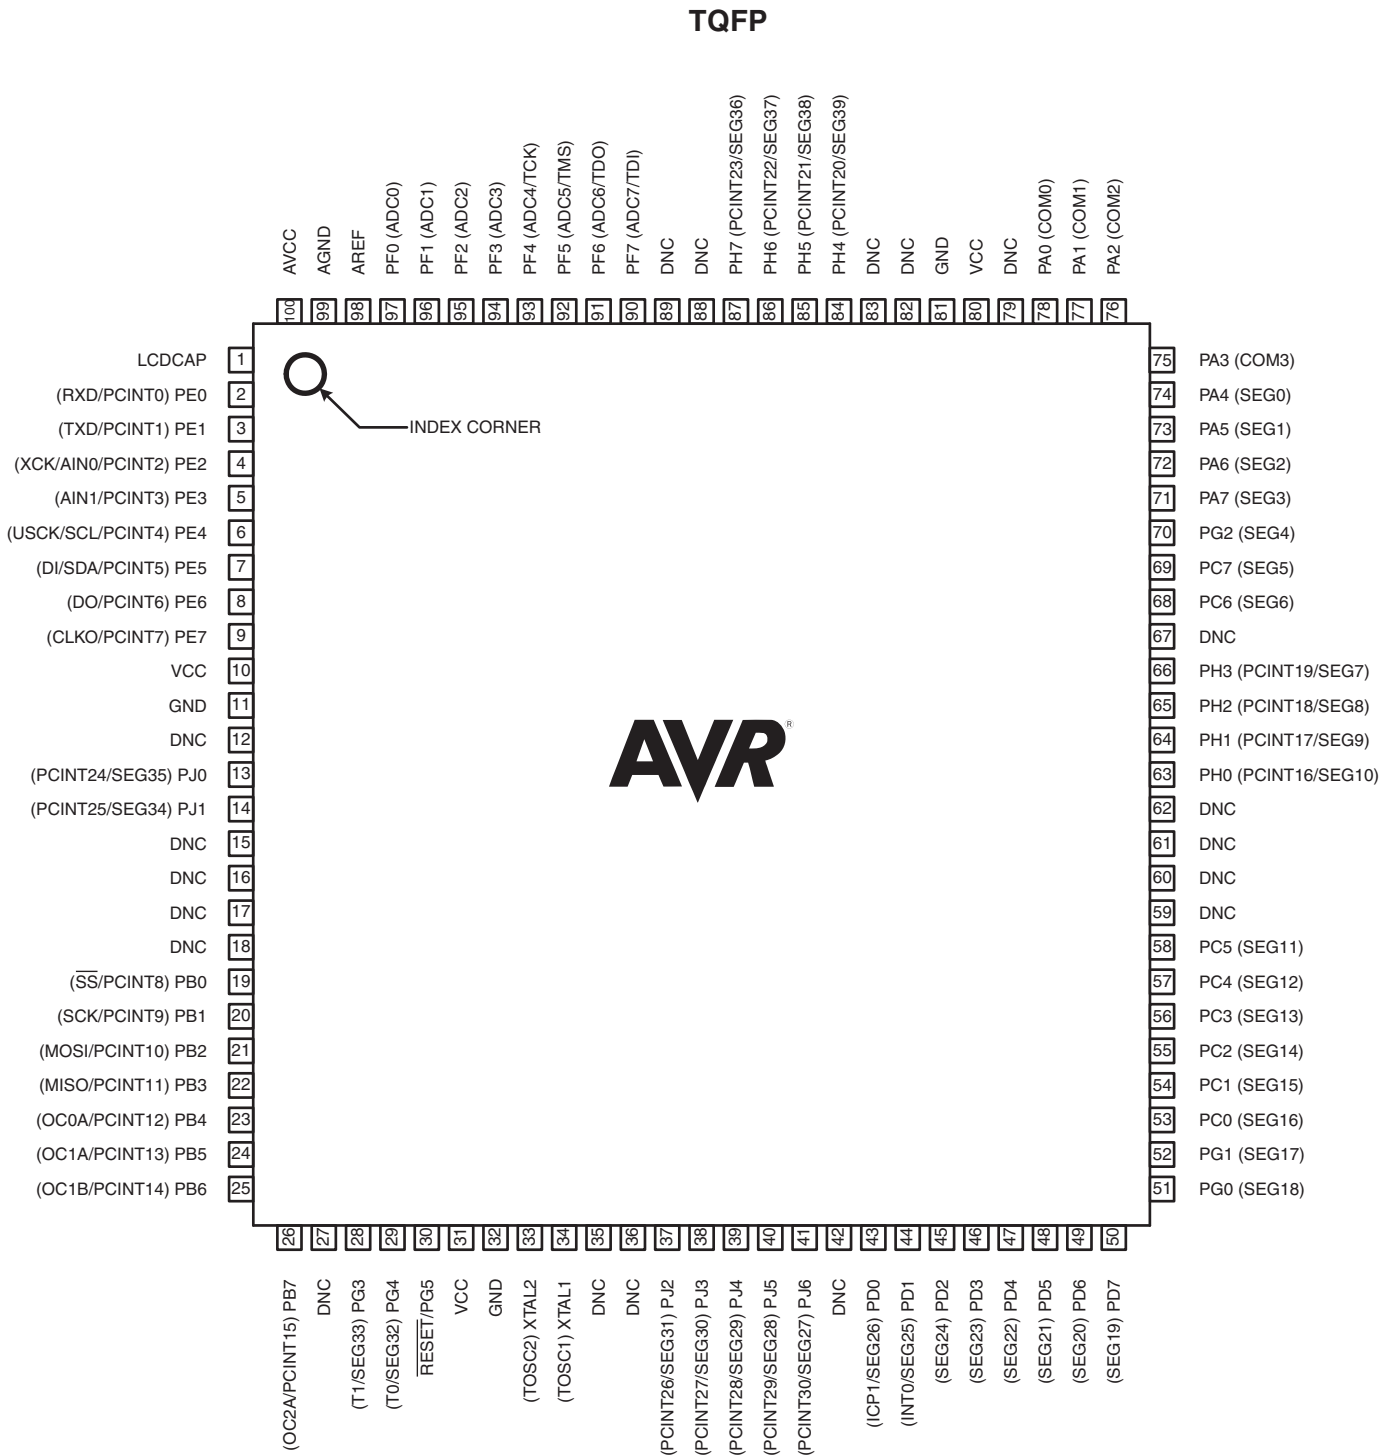 TQFP
AVCC
AGND
AREF
PF0 (ADC0)
PF1 (ADC1)
PF2 (ADC2)
PF3 (ADC3)
PF4 (ADC4/TCK)
PF5 (ADC5/TMS)
PF6 (ADC6/TDO)
PF7 (ADC7/TDI)
DNC
DNC
PH7 (PCINT23/SEG36)
PH6 (PCINT22/SEG37)
PH5 (PCINT21/SEG38)
PH4 (PCINT20/SEG39)
DNC
DNC
GND
VCC
DNC
PA0 (COM0)
PA1 (COM1)
PA2 (COM2)
100 99 98 97 96 95 94 93 92 91 90 89 88 87 86 85 84 83 82 81 80 79 78 77 76
LCDCAP 1
(RXD/PCINT0) PE0 2
(TXD/PCINT1) PE1 3
(XCK/AIN0/PCINT2) PE2 4
(AIN1/PCINT3) PE3 5
(USCK/SCL/PCINT4) PE4 6
(DI/SDA/PCINT5) PE5 7
(DO/PCINT6) PE6 8
(CLKO/PCINT7) PE7 9
VCC 10
GND 11
DNC 12
(PCINT24/SEG35) PJ0 13
(PCINT25/SEG34) PJ1 14
DNC 15
DNC 16
DNC 17
DNC 18
(SS/PCINT8) PB0 19
(SCK/PCINT9) PB1 20
(MOSI/PCINT10) PB2 21
(MISO/PCINT11) PB3 22
(OC0A/PCINT12) PB4 23
(OC1A/PCINT13) PB5 24
(OC1B/PCINT14) PB6 25
INDEX CORNER
AVR®
75 PA3 (COM3)
74 PA4 (SEG0)
73 PA5 (SEG1)
72 PA6 (SEG2)
71 PA7 (SEG3)
70 PG2 (SEG4)
69 PC7 (SEG5)
68 PC6 (SEG6)
67 DNC
66 PH3 (PCINT19/SEG7)
65 PH2 (PCINT18/SEG8)
64 PH1 (PCINT17/SEG9)
63 PH0 (PCINT16/SEG10)
62 DNC
61 DNC
60 DNC
59 DNC
58 PC5 (SEG11)
57 PC4 (SEG12)
56 PC3 (SEG13)
55 PC2 (SEG14)
54 PC1 (SEG15)
53 PC0 (SEG16)
52 PG1 (SEG17)
51 PG0 (SEG18)
26 27 28 29 30 31 32 33 34 35 36 37 38 39 40 41 42 43 44 45 46 47 48 49 50
(OC2A/PCINT15) PB7
DNC
(T1/SEG33) PG3
(T0/SEG32) PG4
RESET/PG5
VCC
GND
(TOSC2) XTAL2
(TOSC1) XTAL1
DNC
DNC
(PCINT26/SEG31) PJ2
(PCINT27/SEG30) PJ3
(PCINT28/SEG29) PJ4
(PCINT29/SEG28) PJ5
(PCINT30/SEG27) PJ6
DNC
(ICP1/SEG26) PD0
(INT0/SEG25) PD1
(SEG24) PD2
(SEG23) PD3
(SEG22) PD4
(SEG21) PD5
(SEG20) PD6
(SEG19) PD7